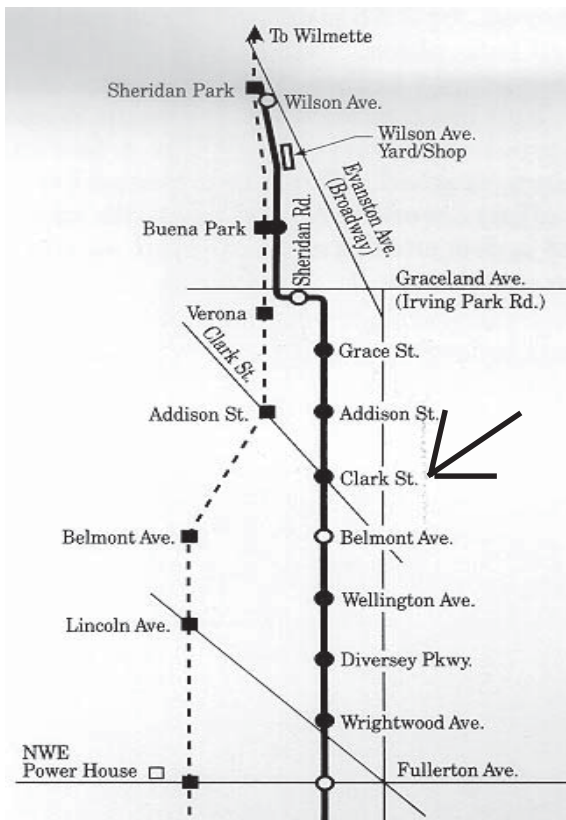 To Wilmette
Sheridan Park
Wilson Ave.
Wilson Ave.
Yard/Shop
Evanston Ave.
(Broadway)
Buena Park
Sheridan Rd.
Graceland Ave.
(Irving Park Rd.)
Verona
Clark St.
Grace St.
Addison St.
Addison St.
Clark St.
Belmont Ave.
Belmont Ave.
Wellington Ave.
Lincoln Ave.
Diversey Pkwy.
Wrightwood Ave.
NWE
Power House
Fullerton Ave.